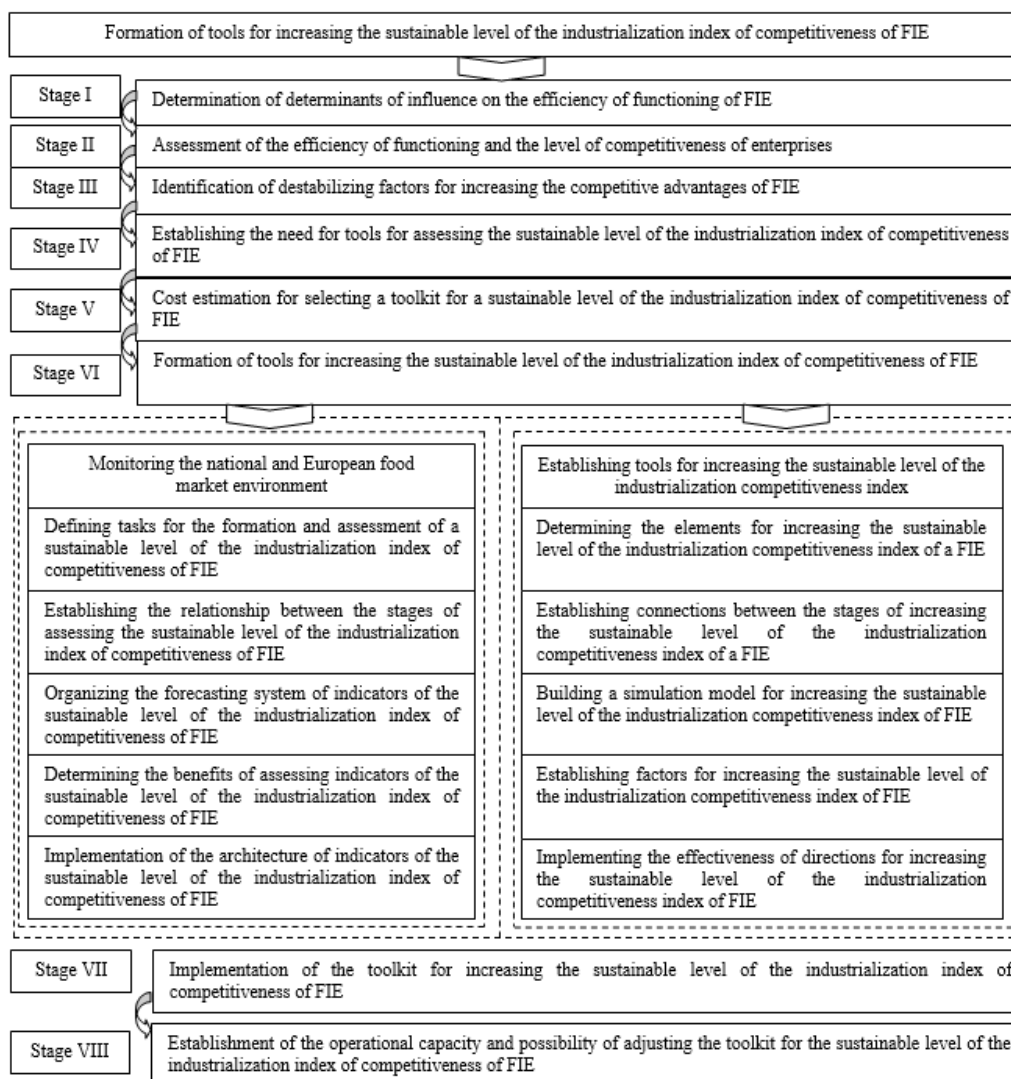 Formation of tools for increasing the sustainable level of the industrialization index of competitiveness of FIE
Stage I
Determination of determinants of influence on the efficiency of functioning of FIE
Stage II
Assessment of the efficiency of functioning and the level of competitiveness of enterprises
Stage III
Identification of destabilizing factors for increasing the competitive advantages of FIE
Stage IV
Establishing the need for tools for assessing the sustainable level of the industrialization index of competitiveness
of FIE
Stage V
Cost estimation for selecting a toolkit for a sustainable level of the industrialization index of competitiveness of
FIE
Stage VI
Formation of tools for increasing the sustainable level of the industrialization index of competitiveness of FIE
Monitoring the national and European food
market environment
Defining tasks for the formation and assessment of a
sustainable level of the industrialization index of
competitiveness of FIE
Establishing the relationship between the stages of
assessing the sustainable level of the industrialization
index of competitiveness of FIE
Organizing the forecasting system of indicators of the
sustainable level of the industrialization index of
competitiveness of FIE
Determining the benefits of assessing indicators of the
sustainable level of the industrialization index of
competitiveness of FIE
Implementation of the architecture of indicators of the
sustainable level of the industrialization index of
competitiveness of FIE
Establishing tools for increasing the sustainable level of the
industrialization competitiveness index
Determining the elements for increasing the sustainable
level of the industrialization competitiveness index of a FIE
Establishing connections between the stages of increasing
the sustainable level of the industrialization
competitiveness index of a FIE
Building a simulation model for increasing the sustainable
level of the industrialization competitiveness index of FIE
Establishing factors for increasing the sustainable level of
the industrialization competitiveness index of FIE
Implementing the effectiveness of directions for increasing
the sustainable level of the industrialization
competitiveness index of FIE
Stage VII
Implementation of the toolkit for increasing the sustainable level of the industrialization index of
competitiveness of FIE
Stage VIII
Establishment of the operational capacity and possibility of adjusting the toolkit for the sustainable level of the
industrialization index of competitiveness of FIE